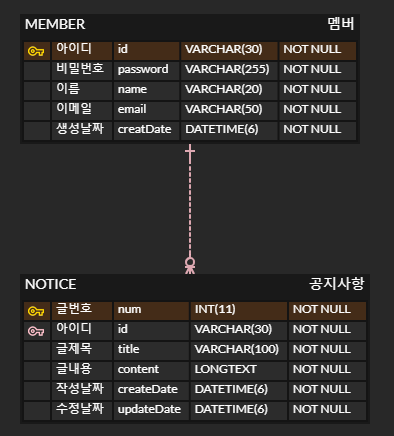 MEMBER 멤버
아이디 id VARCHAR(30) NOT NULL
비밀번호 password VARCHAR(255) NOT NULL
이름 name VARCHAR(20) NOT NULL
이메일 email VARCHAR(50) NOT NULL
생성날짜 creatDate DATETIME(6) NOT NULL
NOTICE 공지사항
글번호 num INT(11) NOT NULL
아이디 id VARCHAR(30) NOT NULL
글제목 title VARCHAR(100) NOT NULL
글내용 content LONGTEXT NOT NULL
작성날짜 createDate DATETIME(6) NOT NULL
수정날짜 updateDate DATETIME(6) NOT NULL